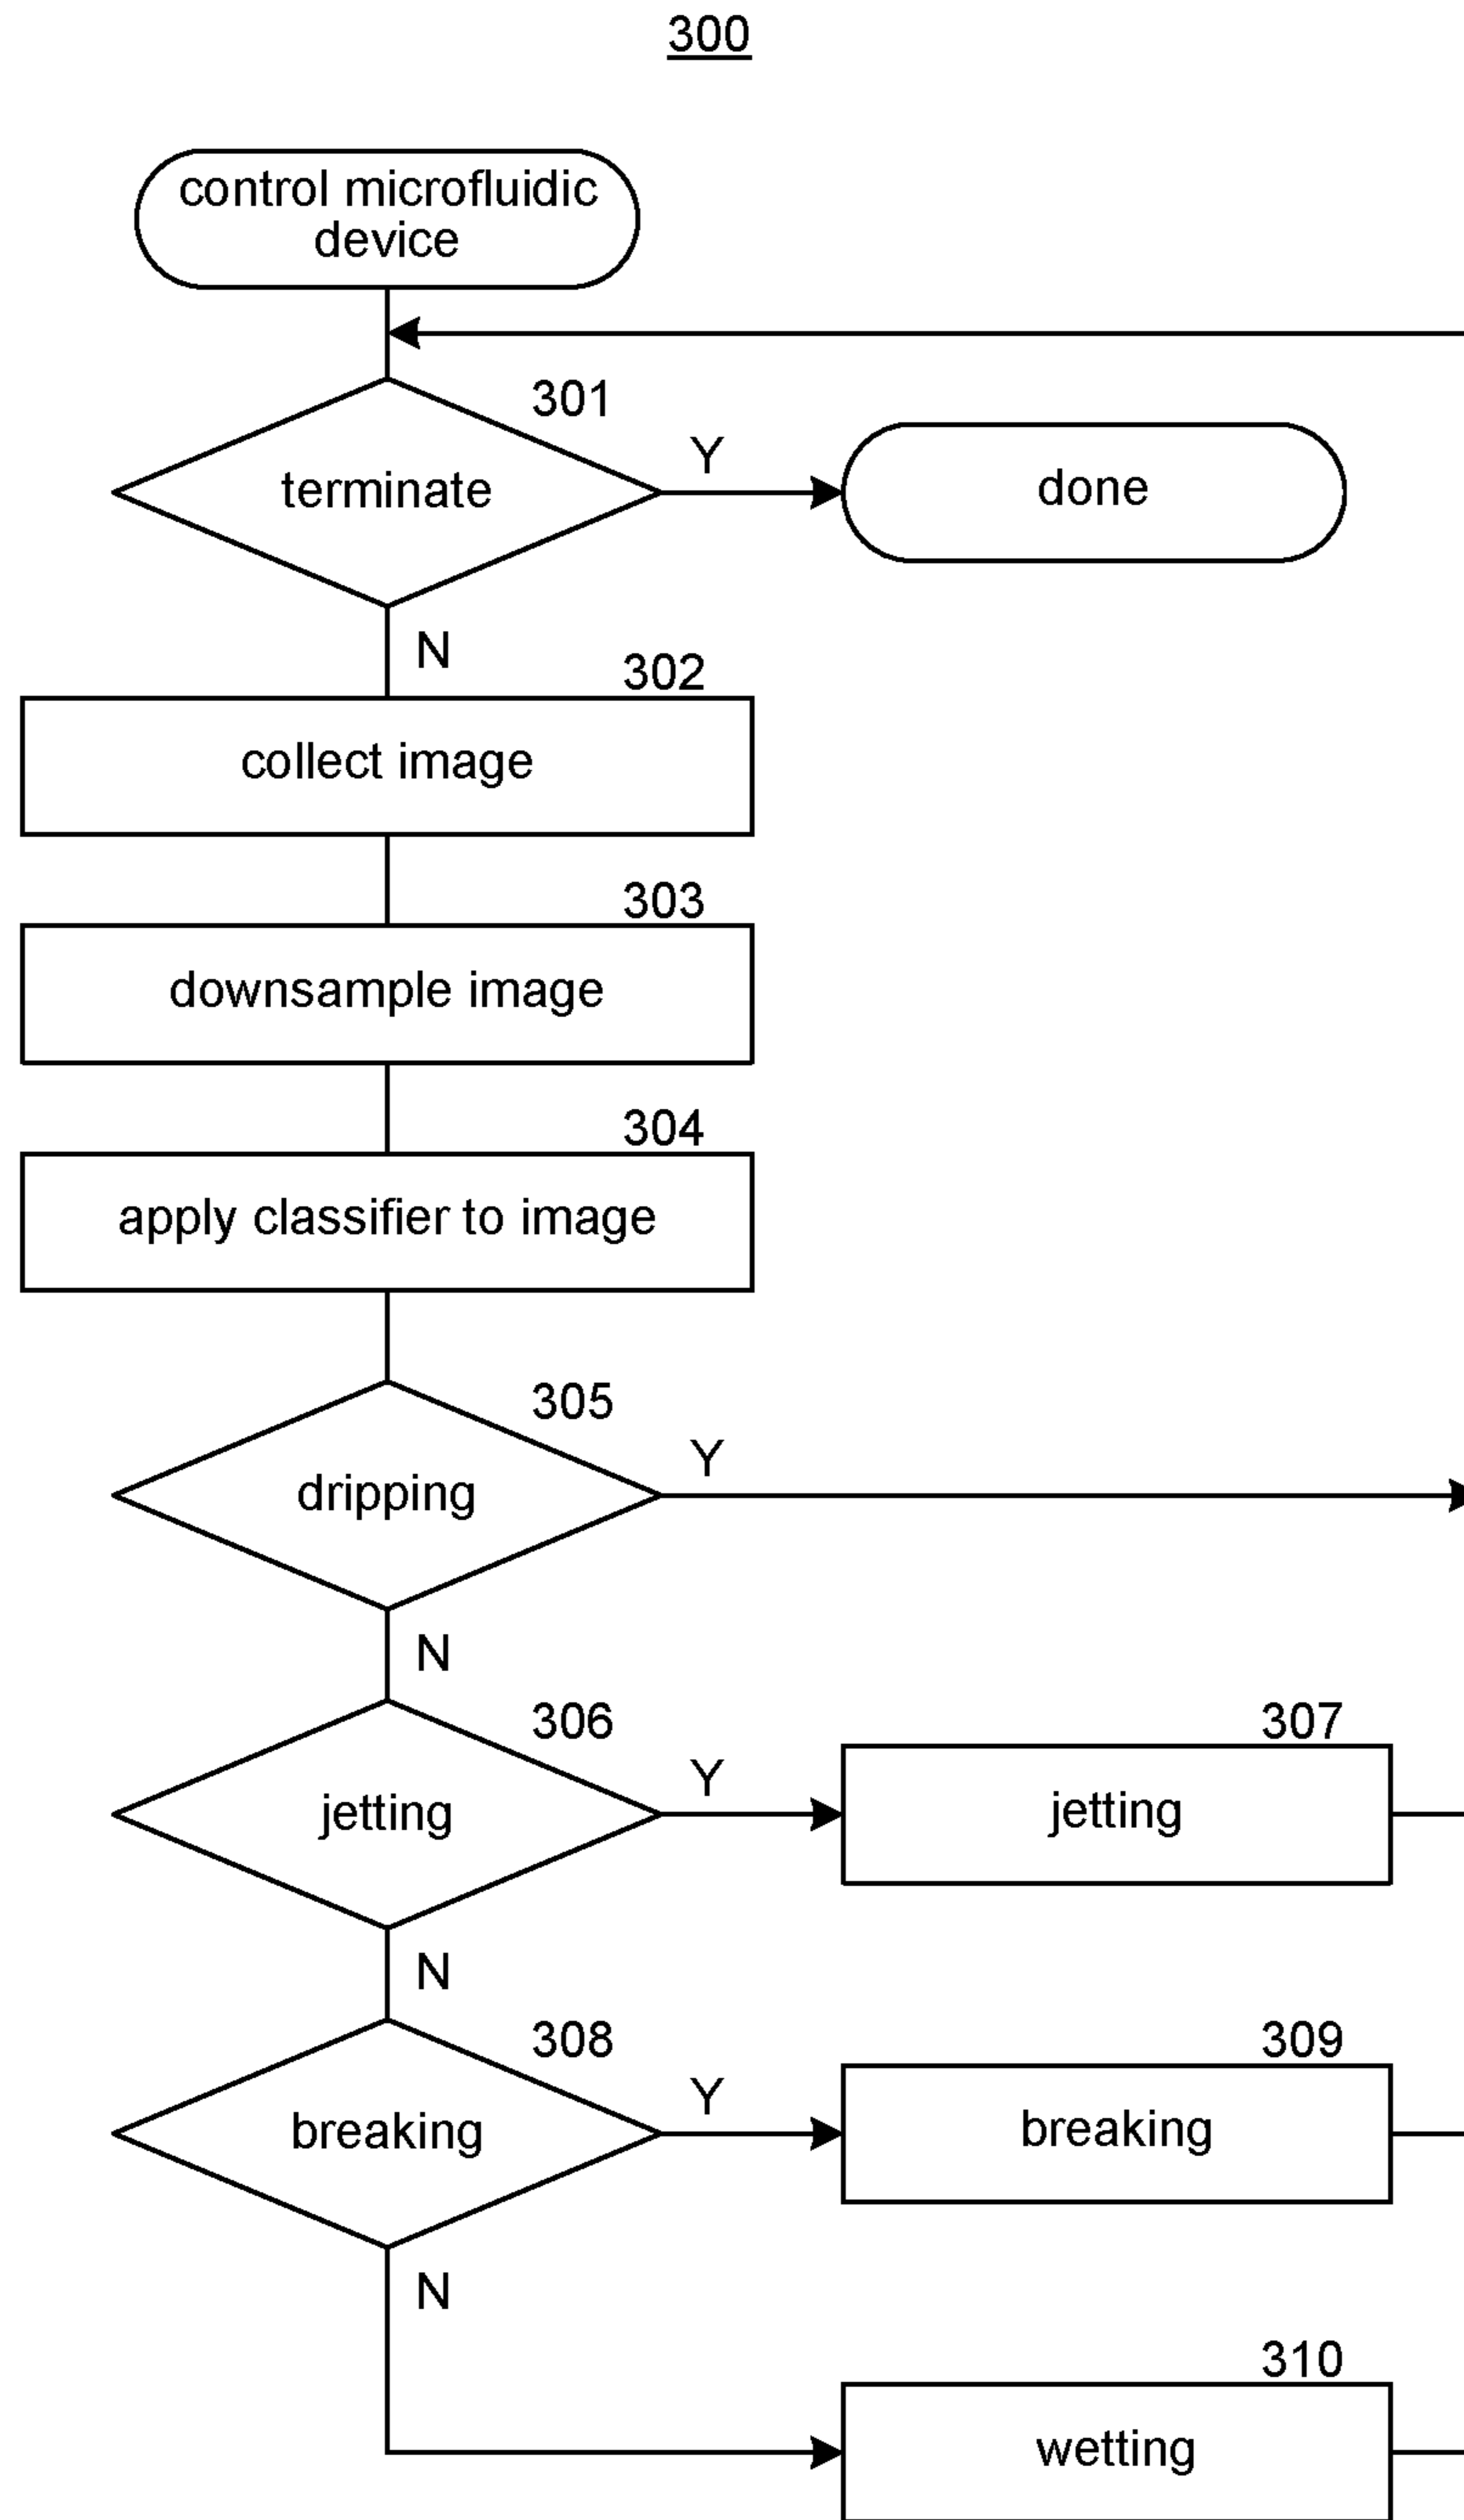 300
control microfluidic
device
301
terminate
Y
done
N
302
collect image
303
downsample image
304
apply classifier to image
305
dripping
Y
N
306
jetting
Y
307
jetting
N
308
breaking
Y
309
breaking
N
310
wetting